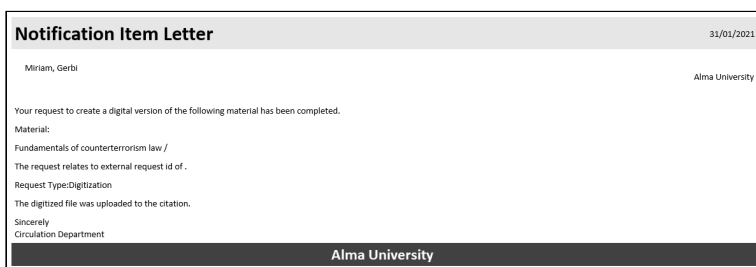 Notification Item Letter
31/01/2021
Miriam, Gerbi
Alma University
Your request to create a digital version of the following material has been completed.
Material:
Fundamentals of counterterrorism law /
The request relates to external request id of .
Request Type:Digitization
The digitized file was uploaded to the citation.
Sincerely
Circulation Department
Alma University